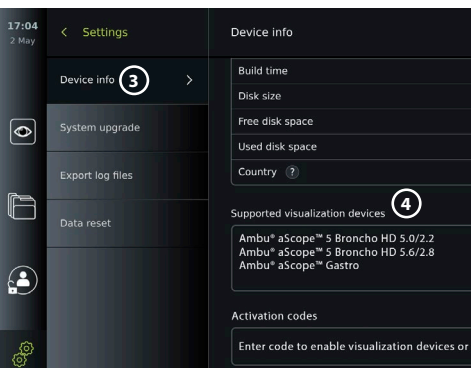 17:04
2 May
< Settings
Device info 3 >
System upgrade
Export log files
Data reset
Device info
Build time
Disk size
Free disk space
Used disk space
Country ?
4
Supported visualization devices
Ambu® aScope™ 5 Broncho HD 5.0/2.2
Ambu® aScope™ 5 Broncho HD 5.6/2.8
Ambu® aScope™ Gastro
Activation codes
Enter code to enable visualization devices or